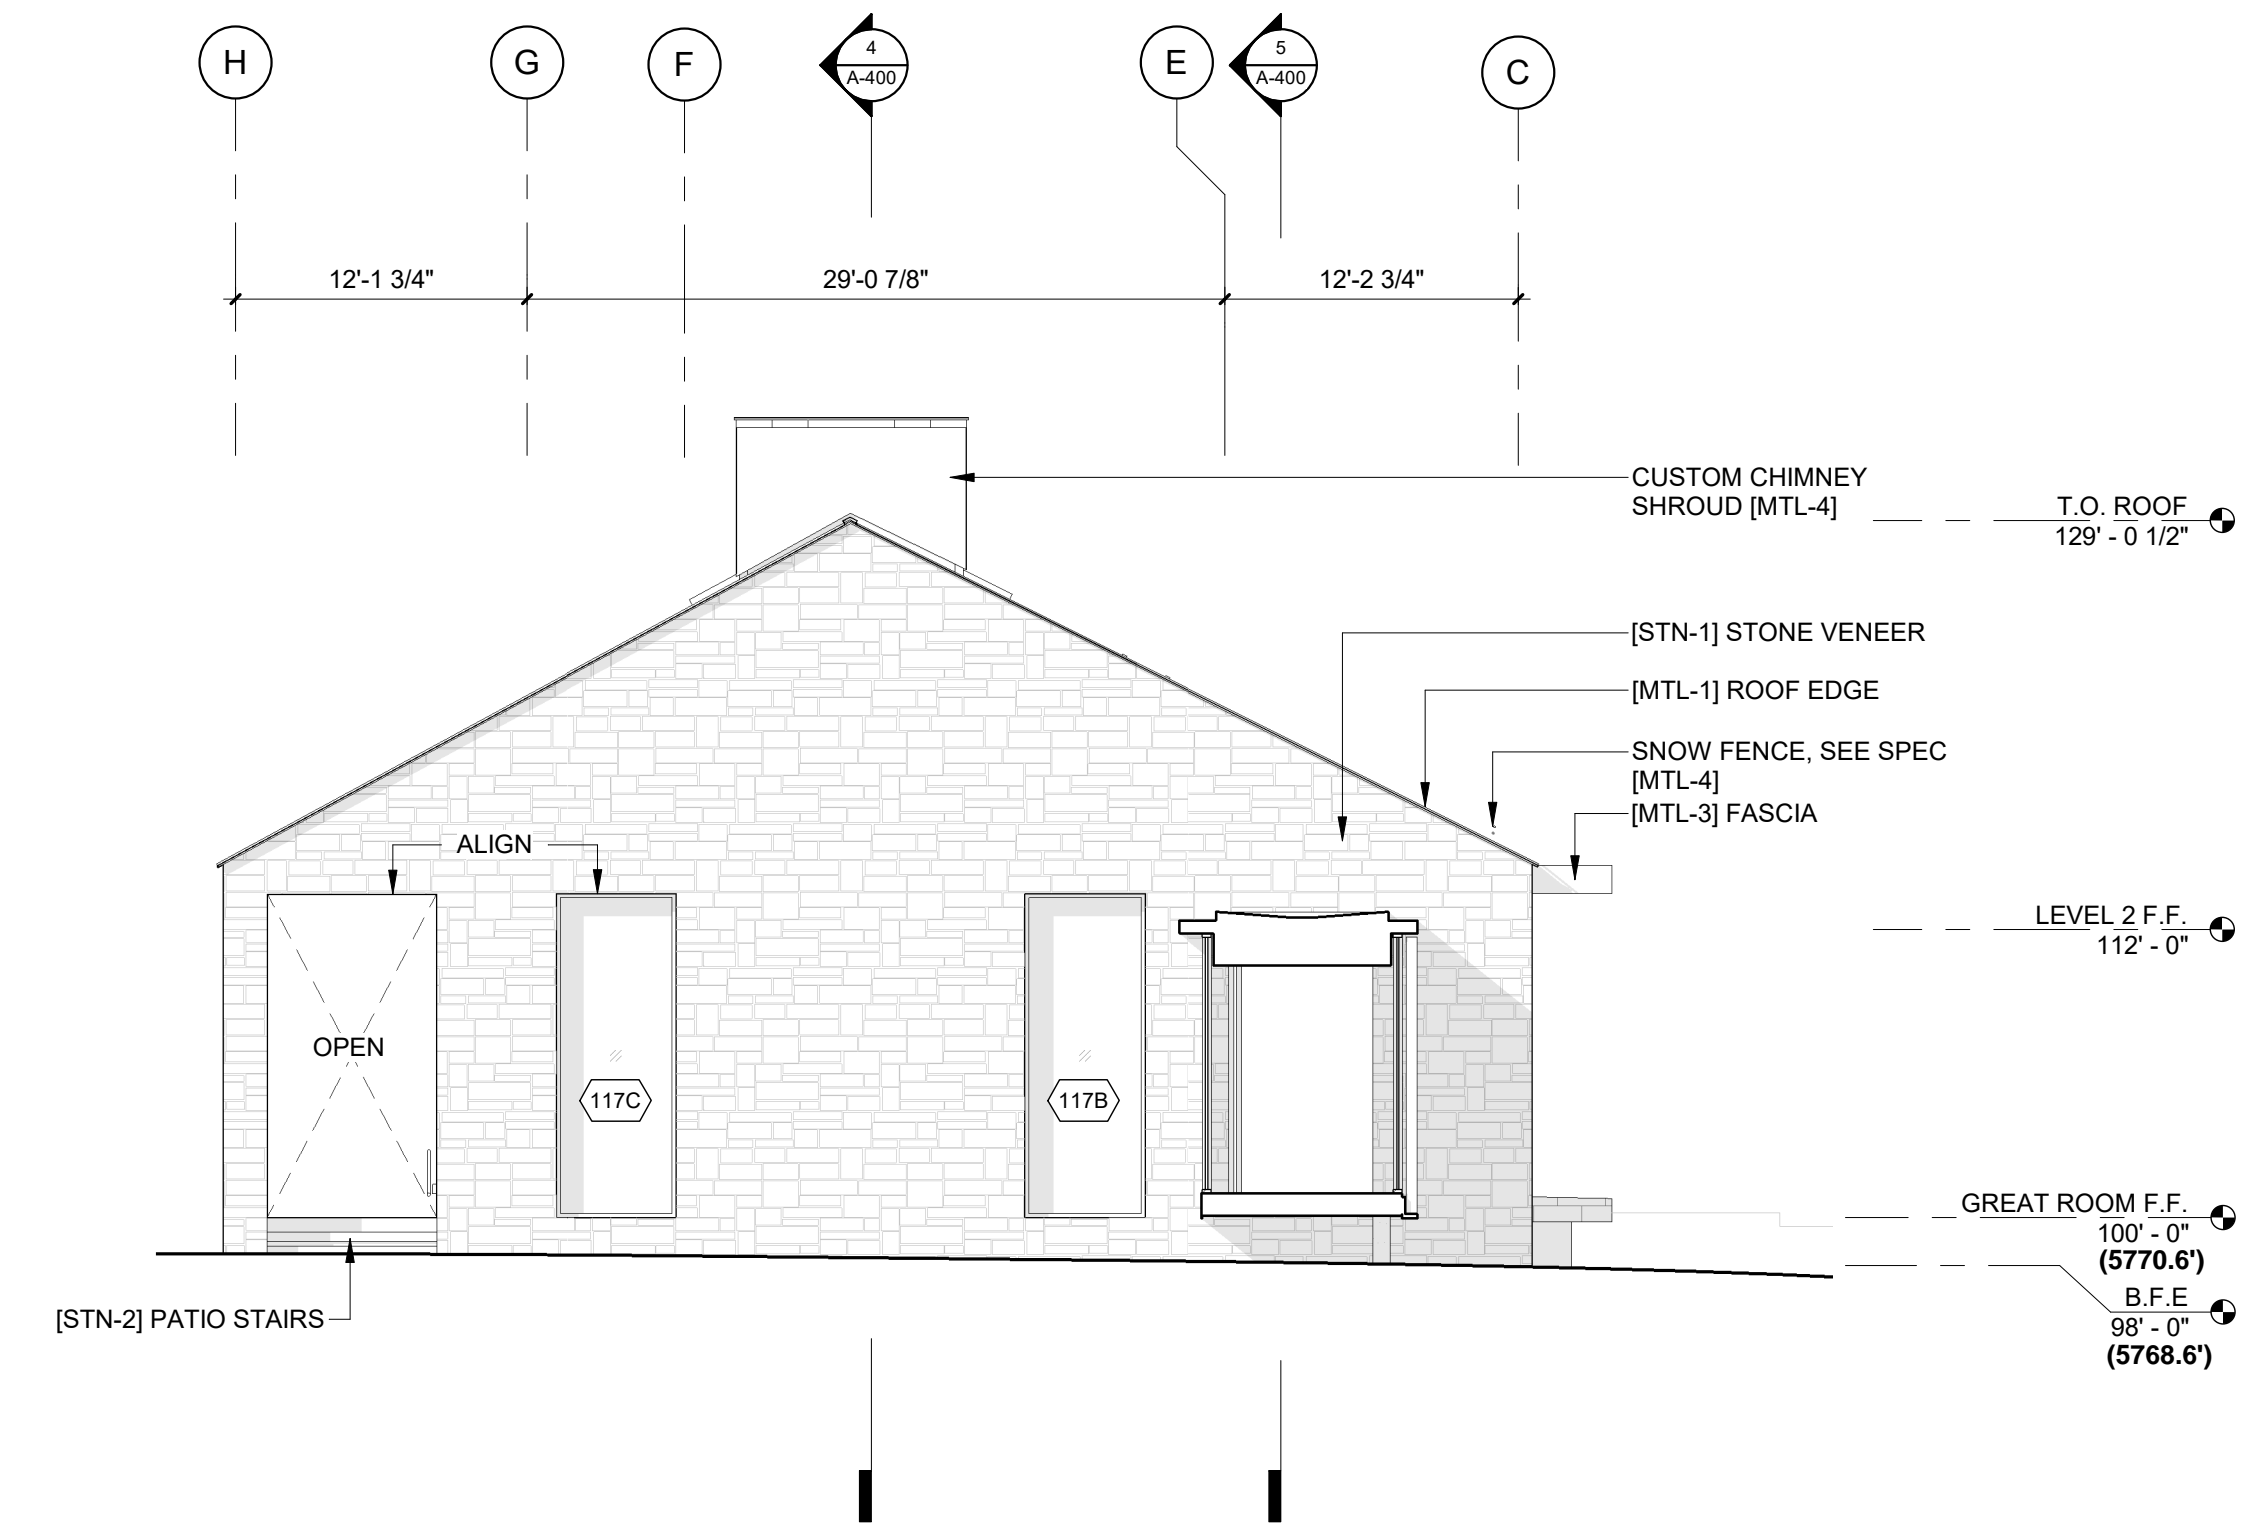 H
G
F
4
A-400
E
5
A-400
C
12'-1 3/4"
29'-0 7/8"
12'-2 3/4"
CUSTOM CHIMNEY
SHROUD [MTL-4]
T.O. ROOF
129' - 0 1/2"
[STN-1] STONE VENEER
[MTL-1] ROOF EDGE
SNOW FENCE, SEE SPEC
[MTL-4]
[MTL-3] FASCIA
ALIGN
LEVEL 2 F.F.
112' - 0"
OPEN
117C
117B
GREAT ROOM F.F.
100' - 0"
(5770.6')
B.F.E
98' - 0"
(5768.6')
[STN-2] PATIO STAIRS